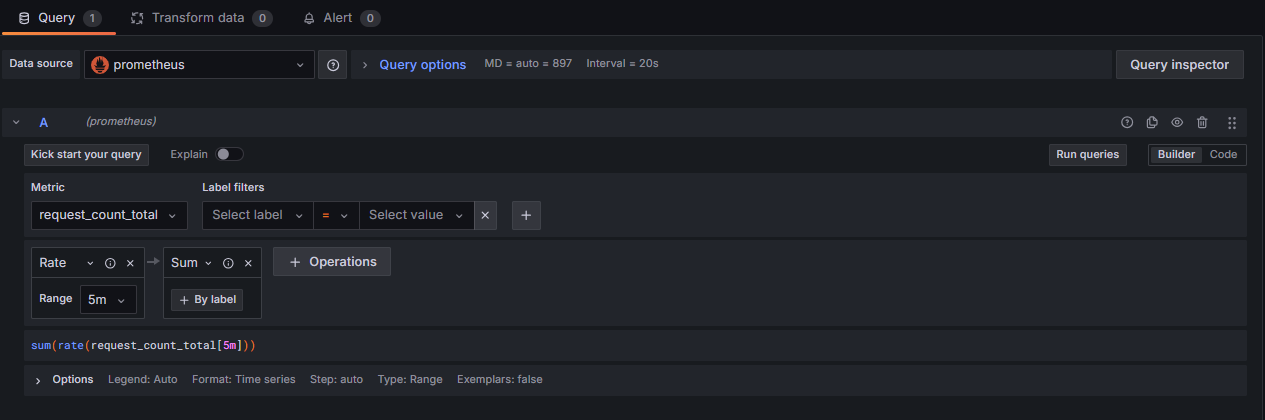 Query 1 Transform data 0 Alert 0
Data source prometheus Query options MD = auto = 897 Interval = 20s Query inspector
A (prometheus)
Kick start your query Explain Run queries Builder Code
Metric Label filters
request_count_total Select label = Select value
Rate Sum + Operations
Range 5m + By label
sum(rate(request_count_total[5m]))
Options Legend: Auto Format: Time series Step: auto Type: Range Exemplars: false